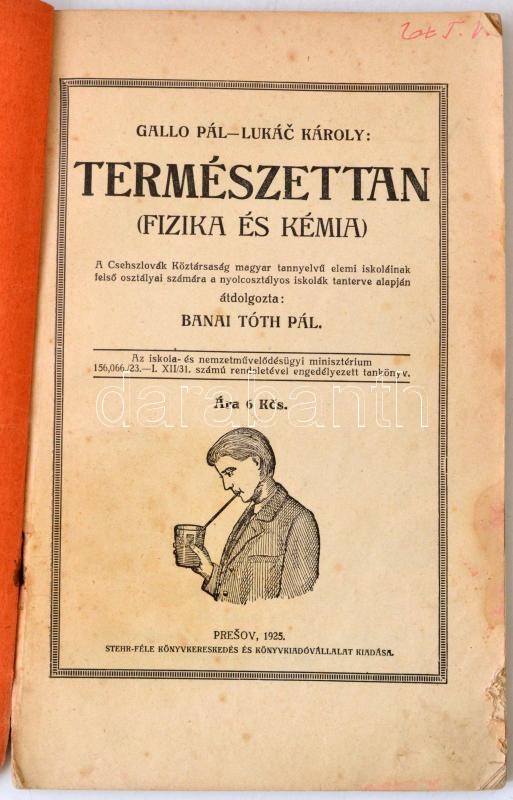 GALLO PÁL—LUKÁČ KÁROLY:
TERMÉSZETTAN
(FIZIKA ÉS KÉMIA)
A Csehszlovák Köztársaság magyar tannyelvű elemi iskoláinak
felső osztályai számára a nyolcosztályos iskolák tanterve alapján
átdolgozta:
BANAI TÓTH PÁL.
Az iskola- és nemzetművelődésügyi minisztérium
156,066/23.—I. XII/31. számú rendeletével engedélyezett tankönyv.
Ára 6 Kčs.
darabanth
PREŠOV, 1925.
STEHR-FÉLE KÖNYVKERESKEDÉS ÉS KÖNYVKIADÓVÁLLALAT KIADÁSA.